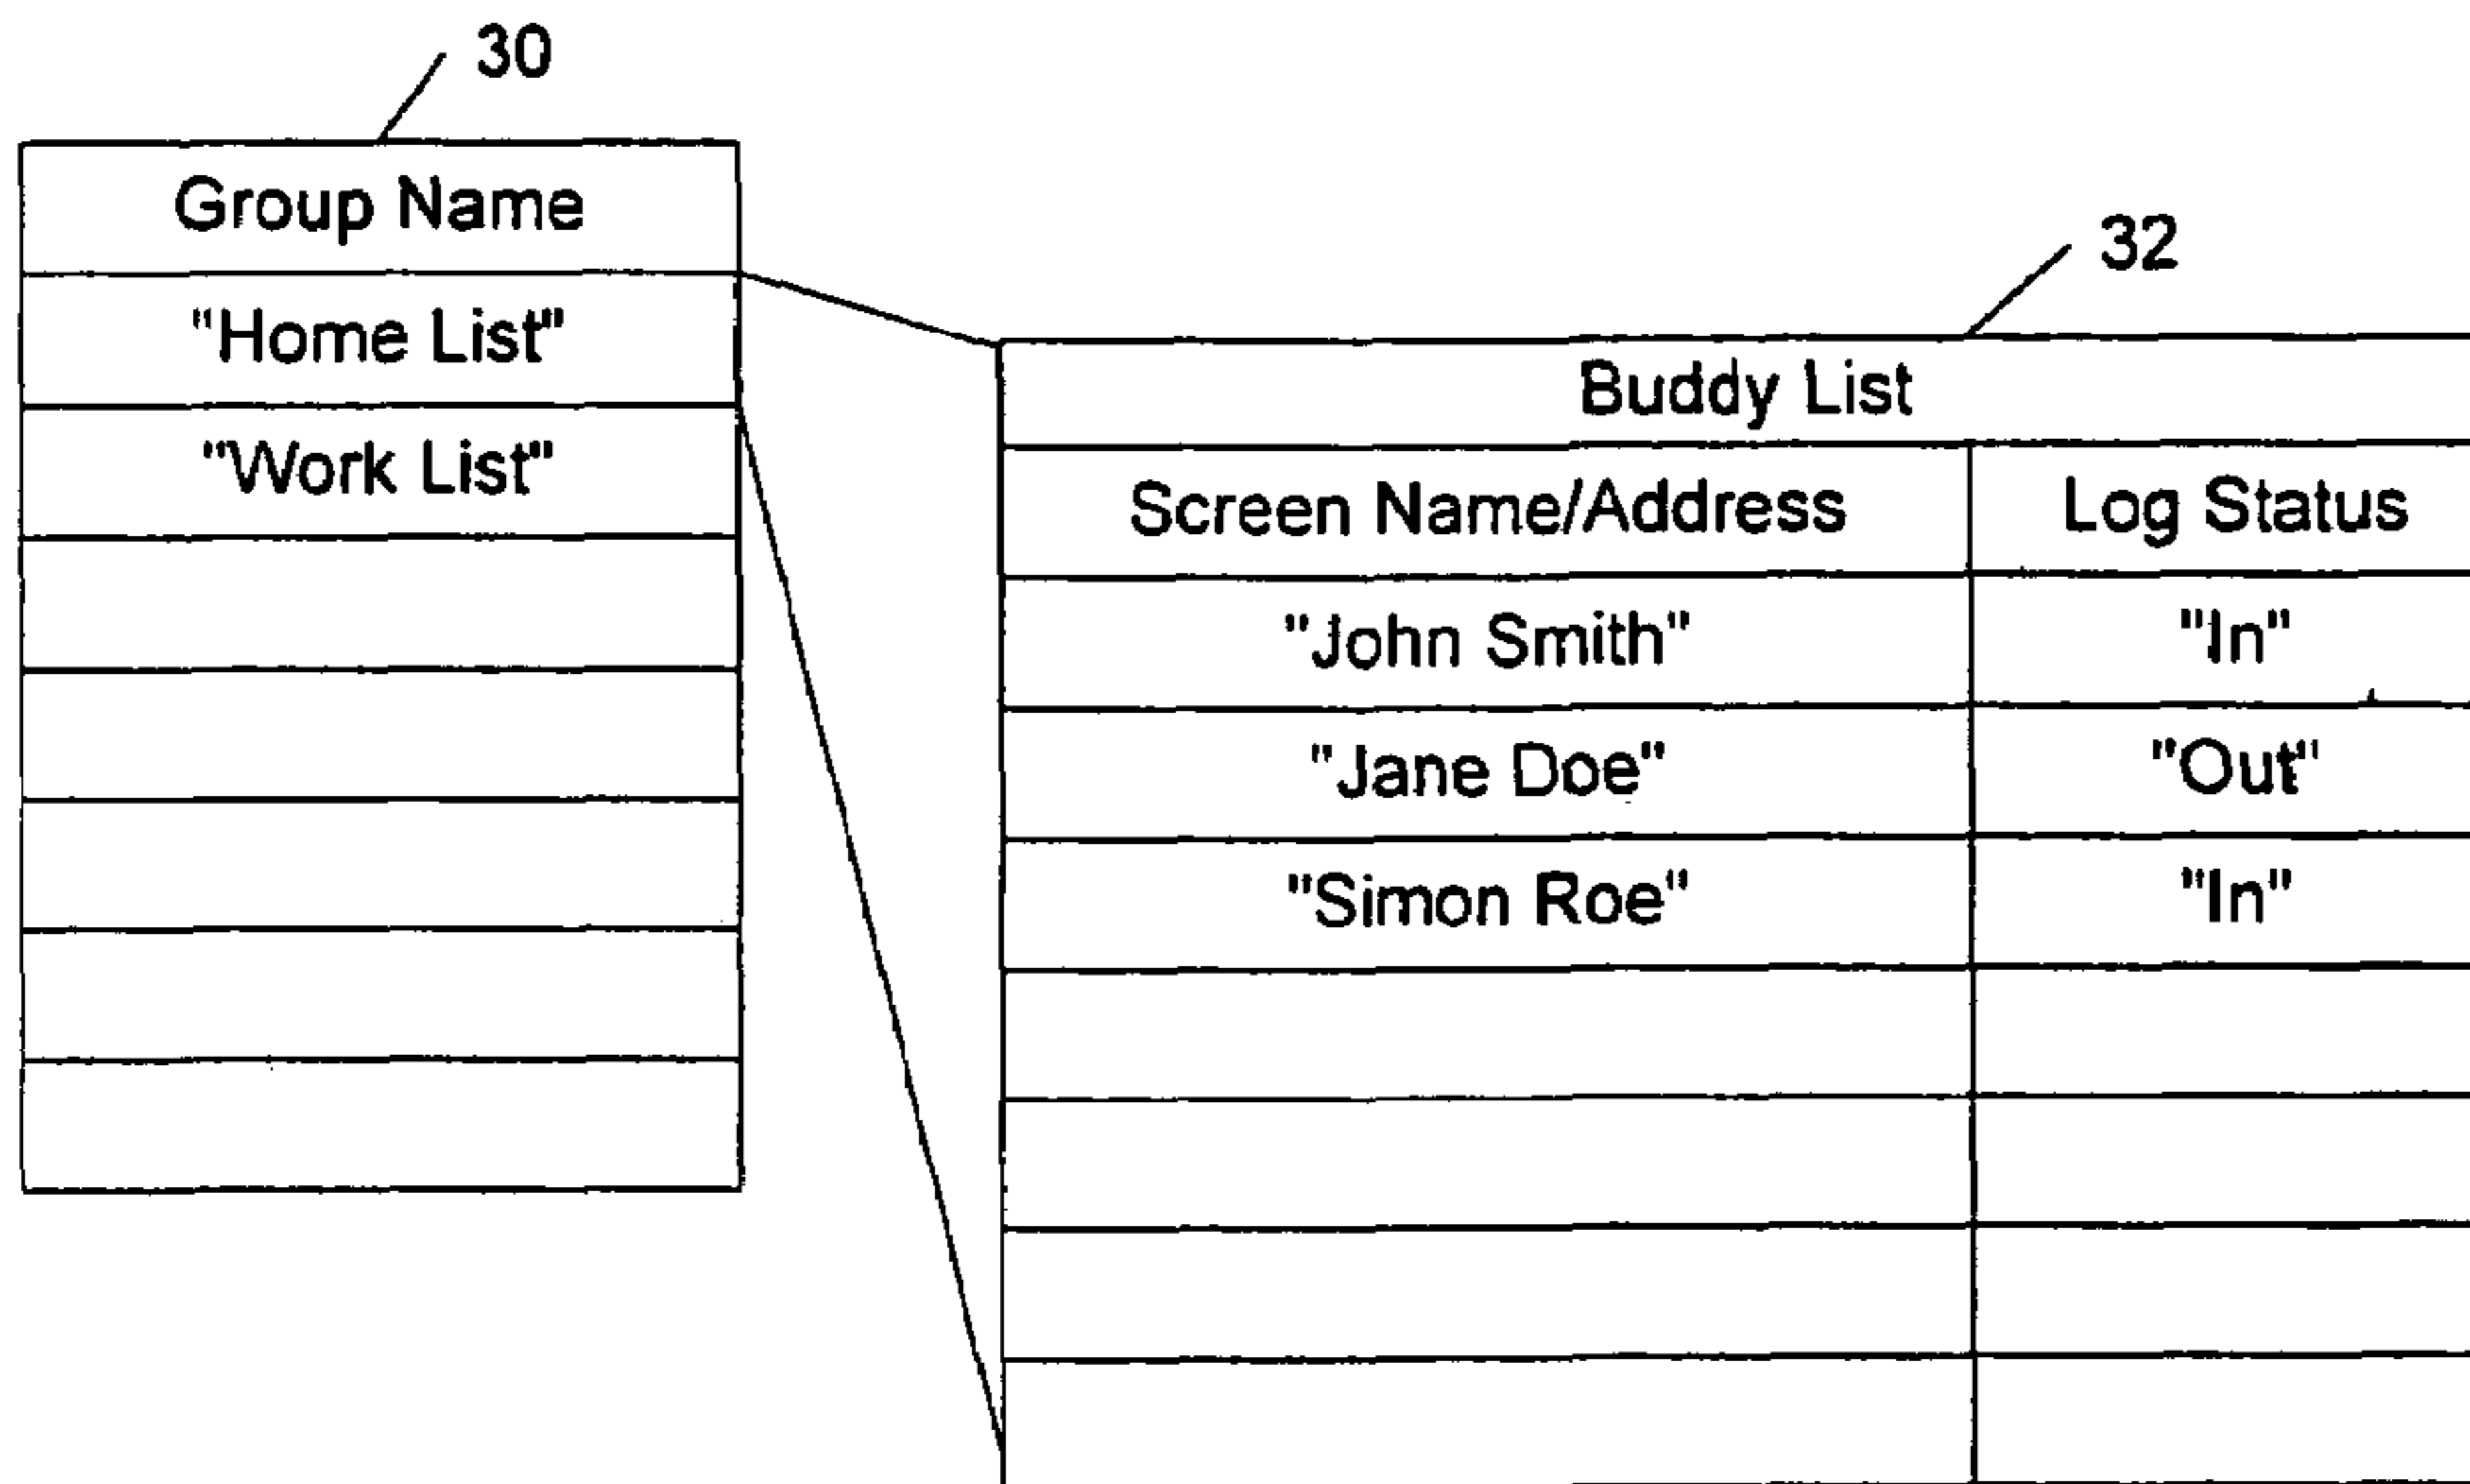 30
Group Name
"Home List"
"Work List"
32
Buddy List
Screen Name/Address Log Status
"John Smith" "In"
"Jane Doe" "Out"
"Simon Roe" "In"